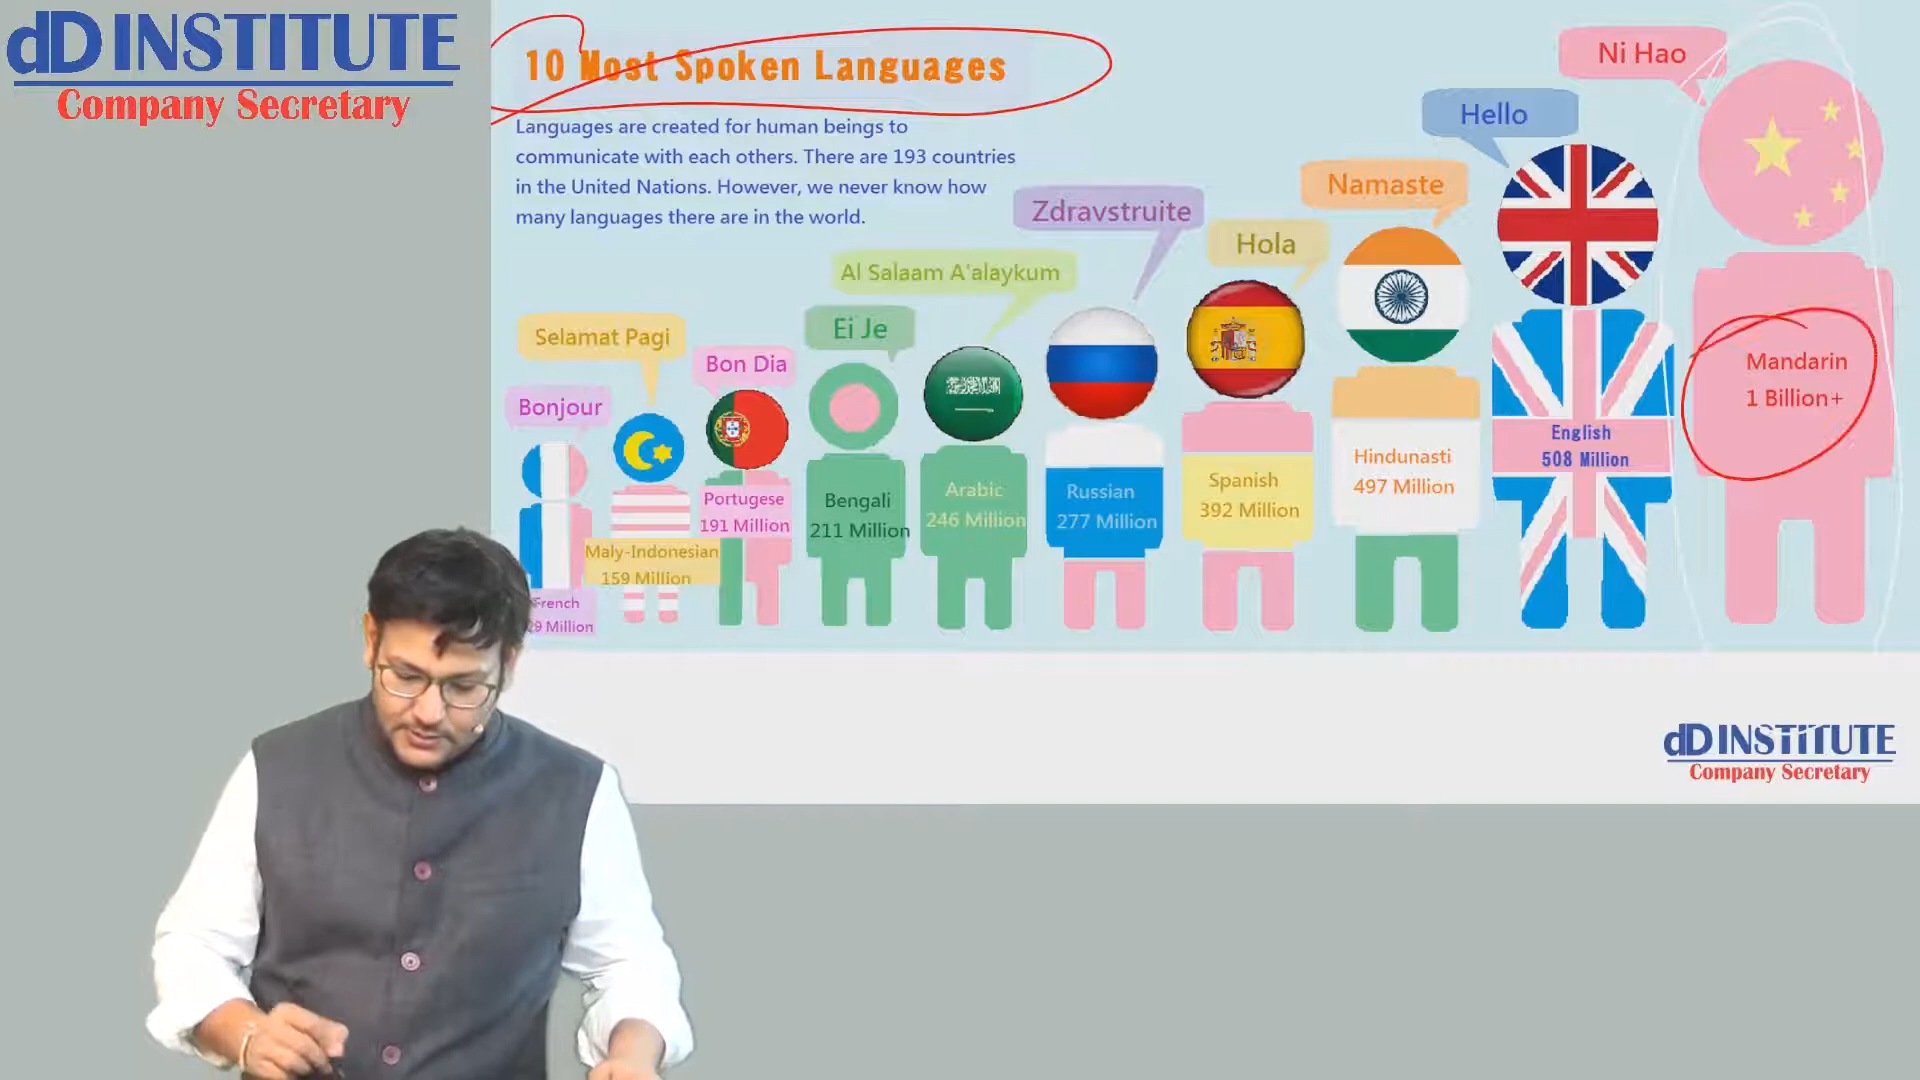 dD INSTITUTE
Company Secretary
10 Most Spoken Languages
Languages are created for human beings to
communicate with each others. There are 193 countries
in the United Nations. However, we never know how
many languages there are in the world.
Bonjour
Selamat Pagi
Bon Dia
Ei Je
Al Salaam A'alaykum
Zdravstruite
Hola
Namaste
Hello
Ni Hao
French
29 Million
Maly-Indonesian
159 Million
Portugese
191 Million
Bengali
211 Million
Arabic
246 Million
Russian
277 Million
Spanish
392 Million
Hindunasti
497 Million
English
508 Million
Mandarin
1 Billion+
dD INSTiTUTE
Company Secretary